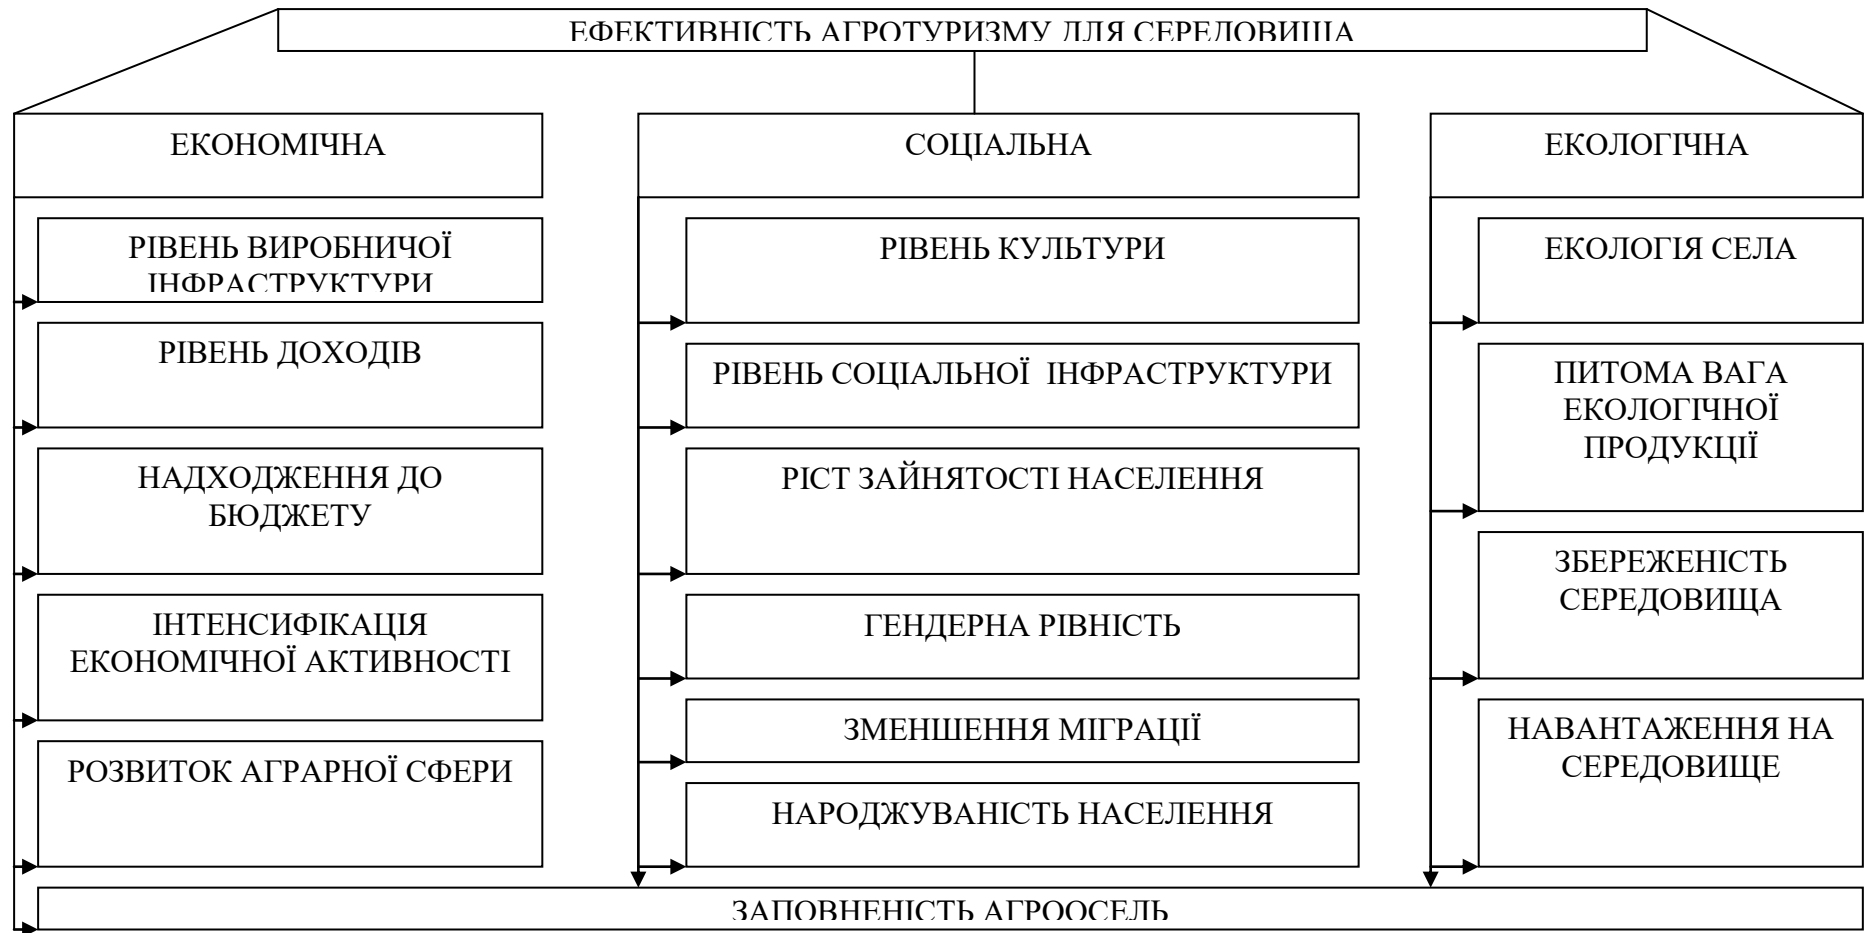 ЕФЕКТИВНІСТЬ АГРОТУРИЗМУ ДЛЯ СЕРЕДОВИЩА
ЕКОНОМІЧНА
РІВЕНЬ ВИРОБНИЧОЇ
ІНФРАСТРУКТУРИ
РІВЕНЬ ДОХОДІВ
НАДХОДЖЕННЯ ДО
БЮДЖЕТУ
ІНТЕНСИФІКАЦІЯ
ЕКОНОМІЧНОЇ АКТИВНОСТІ
РОЗВИТОК АГРАРНОЇ СФЕРИ
СОЦІАЛЬНА
РІВЕНЬ КУЛЬТУРИ
РІВЕНЬ СОЦІАЛЬНОЇ ІНФРАСТРУКТУРИ
РІСТ ЗАЙНЯТОСТІ НАСЕЛЕННЯ
ГЕНДЕРНА РІВНІСТЬ
ЗМЕНШЕННЯ МІГРАЦІЇ
НАРОДЖУВАНІСТЬ НАСЕЛЕННЯ
ЕКОЛОГІЧНА
ЕКОЛОГІЯ СЕЛА
ПИТОМА ВАГА
ЕКОЛОГІЧНОЇ
ПРОДУКЦІЇ
ЗБЕРЕЖЕНІСТЬ
СЕРЕДОВИЩА
НАВАНТАЖЕННЯ НА
СЕРЕДОВИЩЕ
ЗАПОВНЕНІСТЬ АГРООСЕЛЬ